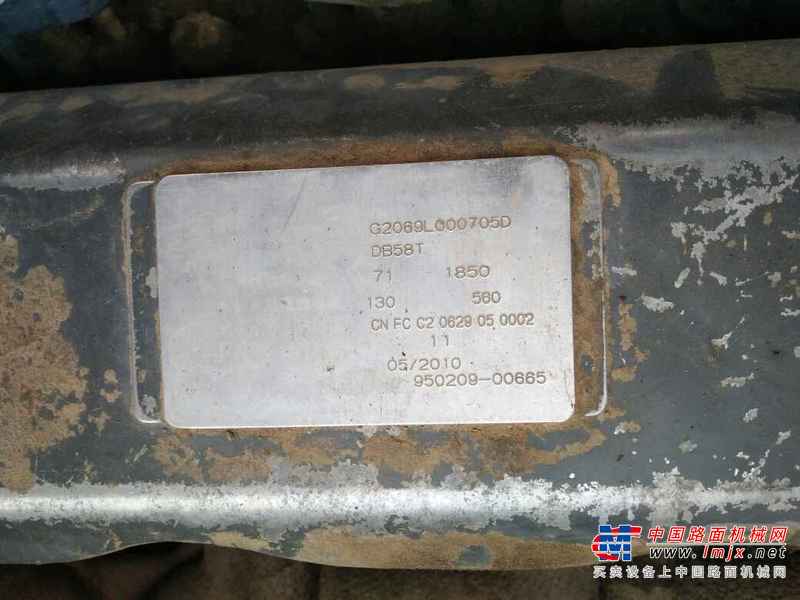 G2069L000705D
DB58T
71 1850
130 560
CN FC C2 0629 05 0002
11
05/2010
950209-00665
中国路面机械网
www.lmjx.net
买卖设备上中国路面机械网